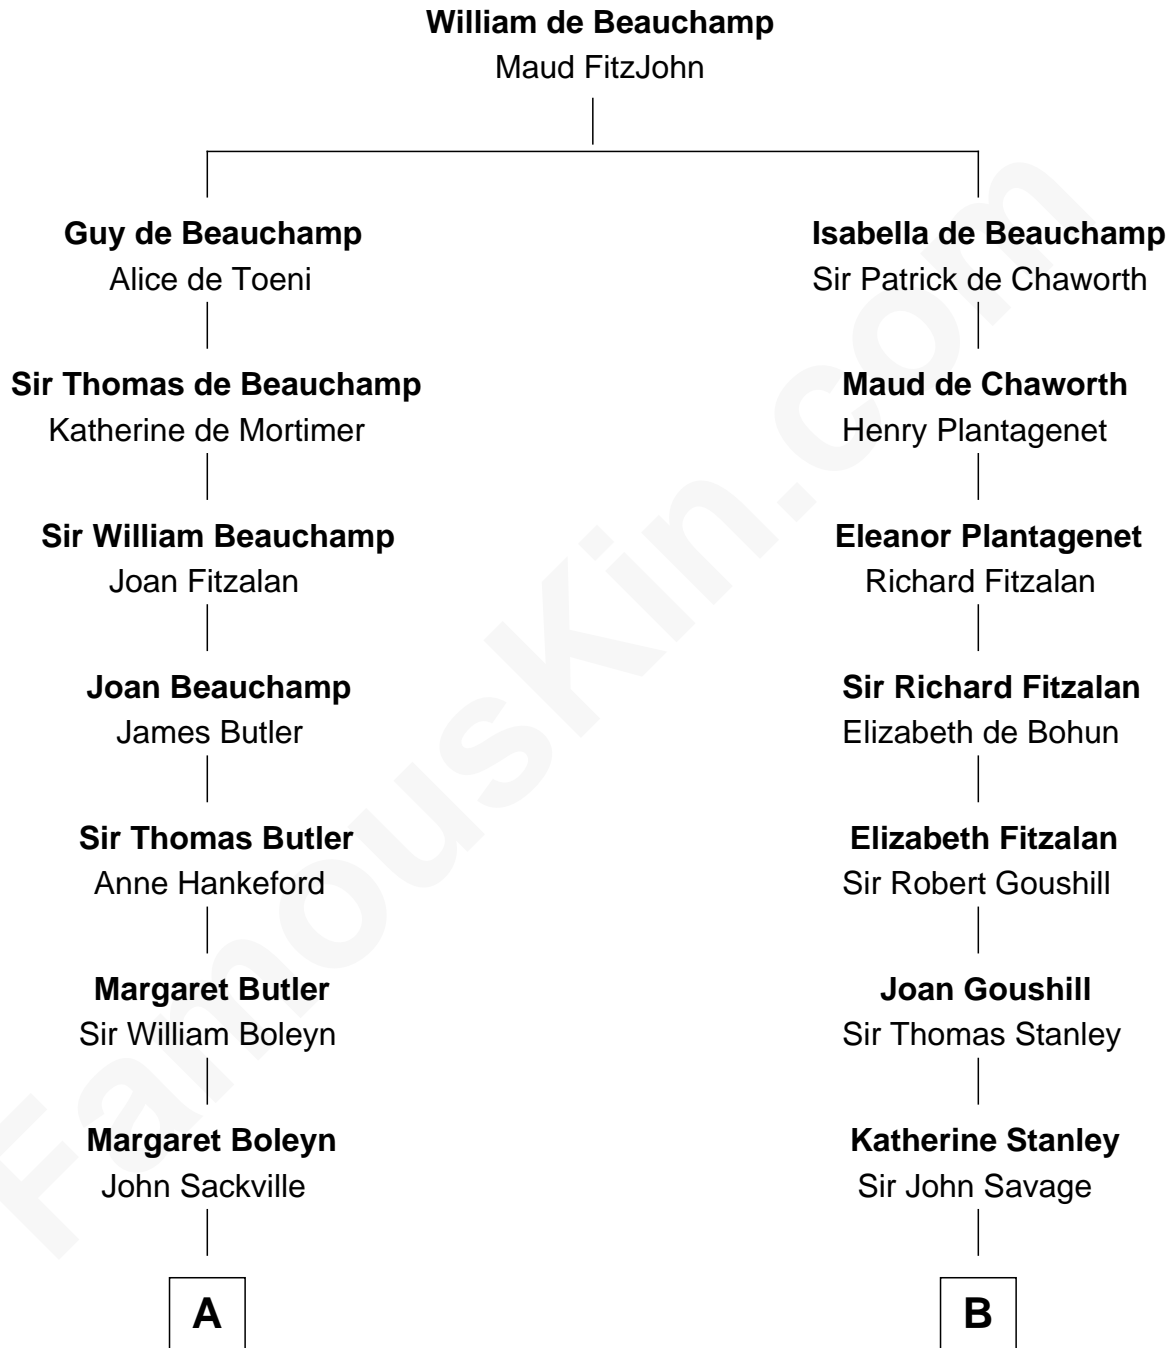 William de Beauchamp
Maud FitzJohn
Guy de Beauchamp
Alice de Toeni
Isabella de Beauchamp
Sir Patrick de Chaworth
Sir Thomas de Beauchamp
Katherine de Mortimer
Maud de Chaworth
Henry Plantagenet
Sir William Beauchamp
Joan Fitzalan
Eleanor Plantagenet
Richard Fitzalan
Joan Beauchamp
James Butler
Sir Richard Fitzalan
Elizabeth de Bohun
Sir Thomas Butler
Anne Hankeford
Elizabeth Fitzalan
Sir Robert Goushill
Margaret Butler
Sir William Boleyn
Joan Goushill
Sir Thomas Stanley
Margaret Boleyn
John Sackville
Katherine Stanley
Sir John Savage
A
B
FamousKin.com